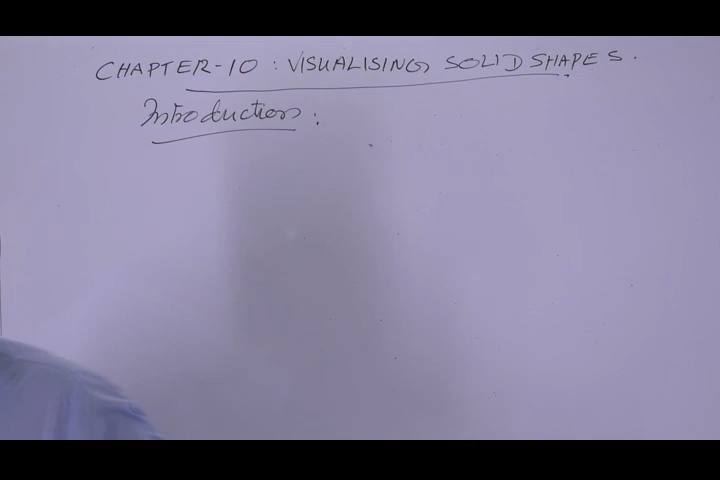 CHAPTER-10 : VISUALISING SOLID SHAPES.
Introduction :